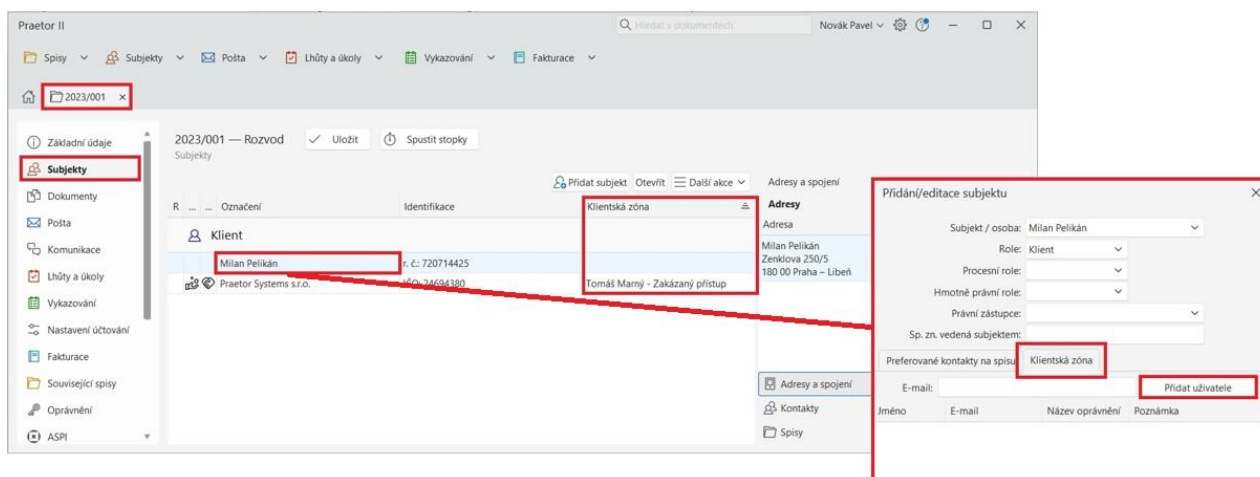 Praetor II
Hledat v dokumentech
Novák Pavel
Spisy
Subjekty
Pošta
Lhůty a úkoly
Vykazování
Fakturace
2023/001
Základní údaje
Subjekty
Dokumenty
Pošta
Komunikace
Lhůty a úkoly
Vykazování
Nastavení účtování
Fakturace
Související spisy
Oprávnění
ASPI
2023/001 — Rozvod
Uložit
Spustit stopky
Subjekty
Přidat subjekt
Otevřít
Další akce
R ... ... Označení Identifikace Klientská zóna
Klient
Milan Pelikán r. č.: 720714425
Praetor Systems s.r.o. IČO: 24694380 Tomáš Marný - Zakázaný přístup
Adresy a spojení
Adresy
Adresa
Milan Pelikán
Zenklova 250/5
180 00 Praha – Libeň
Adresy a spojení
Kontakty
Spisy
Přidání/editace subjektu
Subjekt / osoba: Milan Pelikán
Role: Klient
Procesní role:
Hmotně právní role:
Právní zástupce:
Sp. zn. vedená subjektem:
Preferované kontakty na spisu
Klientská zóna
E-mail:
Přidat uživatele
Jméno E-mail Název oprávnění Poznámka